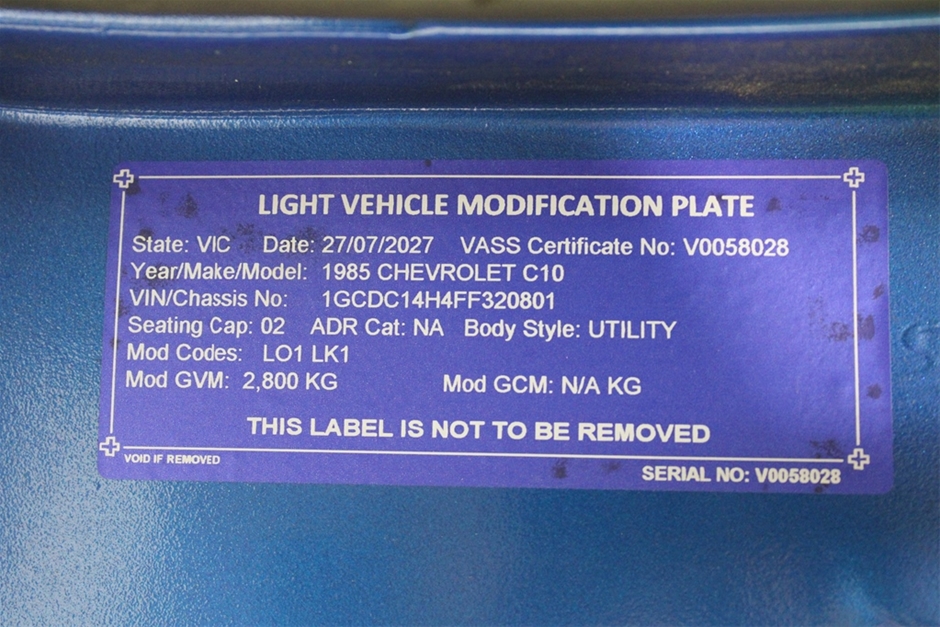 LIGHT VEHICLE MODIFICATION PLATE
State: VIC Date: 27/07/2027 VASS Certificate No: V0058028
Year/Make/Model: 1985 CHEVROLET C10
VIN/Chassis No: 1GCDC14H4FF320801
Seating Cap: 02 ADR Cat: NA Body Style: UTILITY
Mod Codes: LO1 LK1
Mod GVM: 2,800 KG Mod GCM: N/A KG
THIS LABEL IS NOT TO BE REMOVED
VOID IF REMOVED
SERIAL NO: V0058028